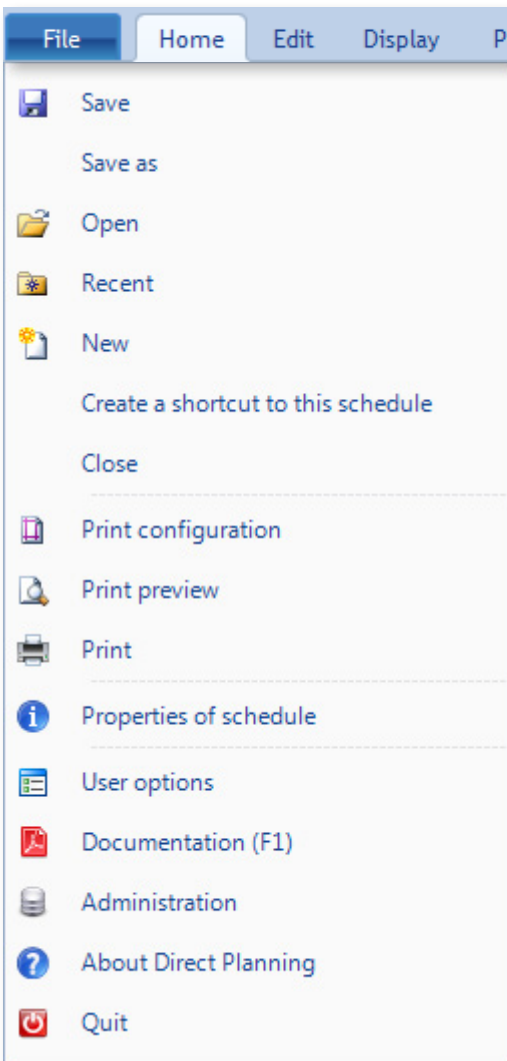 File Home Edit Display P
Save
Save as
Open
Recent
New
Create a shortcut to this schedule
Close
Print configuration
Print preview
Print
Properties of schedule
User options
Documentation (F1)
Administration
About Direct Planning
Quit